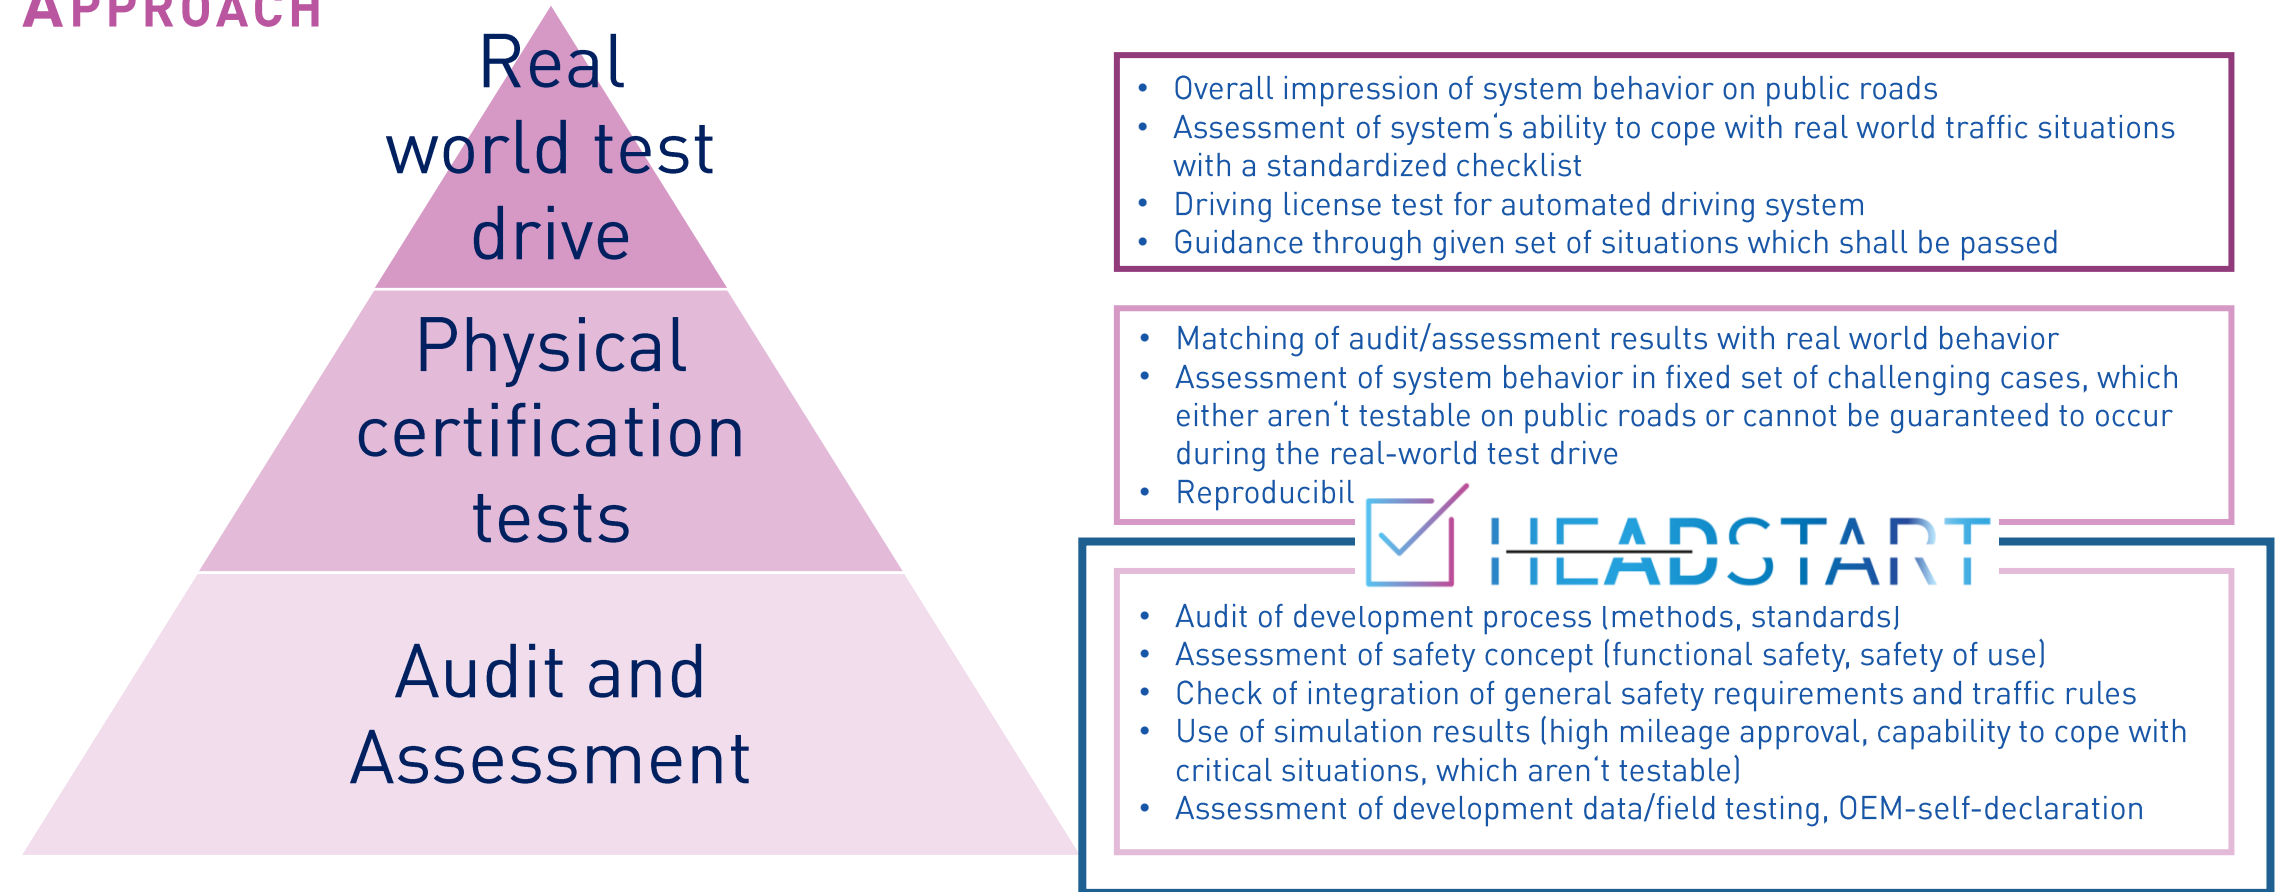 APPROACH
Real
world test
drive
Physical
certification
tests
Audit and
Assessment
• Overall impression of system behavior on public roads
• Assessment of system‘s ability to cope with real world traffic situations
with a standardized checklist
• Driving license test for automated driving system
• Guidance through given set of situations which shall be passed
• Matching of audit/assessment results with real world behavior
• Assessment of system behavior in fixed set of challenging cases, which
either aren‘t testable on public roads or cannot be guaranteed to occur
during the real-world test drive
• Reproducibil
HEADSTART
• Audit of development process (methods, standards)
• Assessment of safety concept (functional safety, safety of use)
• Check of integration of general safety requirements and traffic rules
• Use of simulation results (high mileage approval, capability to cope with
critical situations, which aren‘t testable)
• Assessment of development data/field testing, OEM-self-declaration